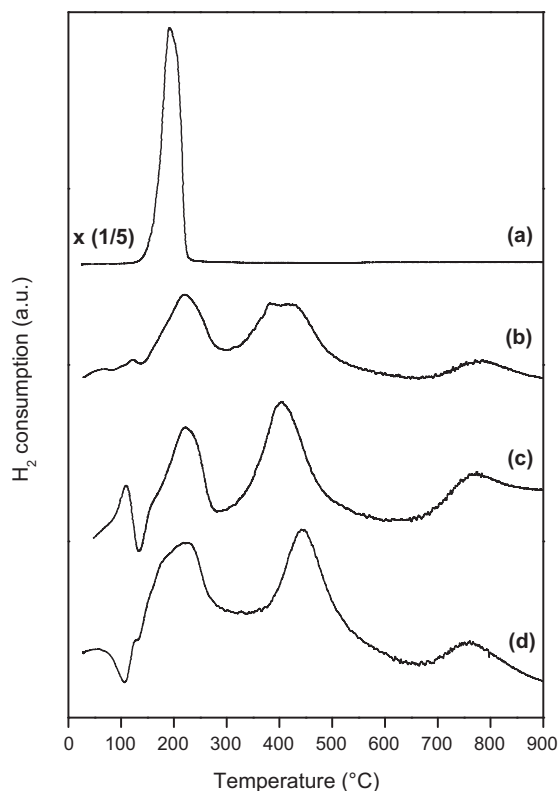 x (1/5)
(a)
(b)
(c)
(d)
H₂ consumption (a.u.)
0 100 200 300 400 500 600 700 800 900
Temperature (°C)